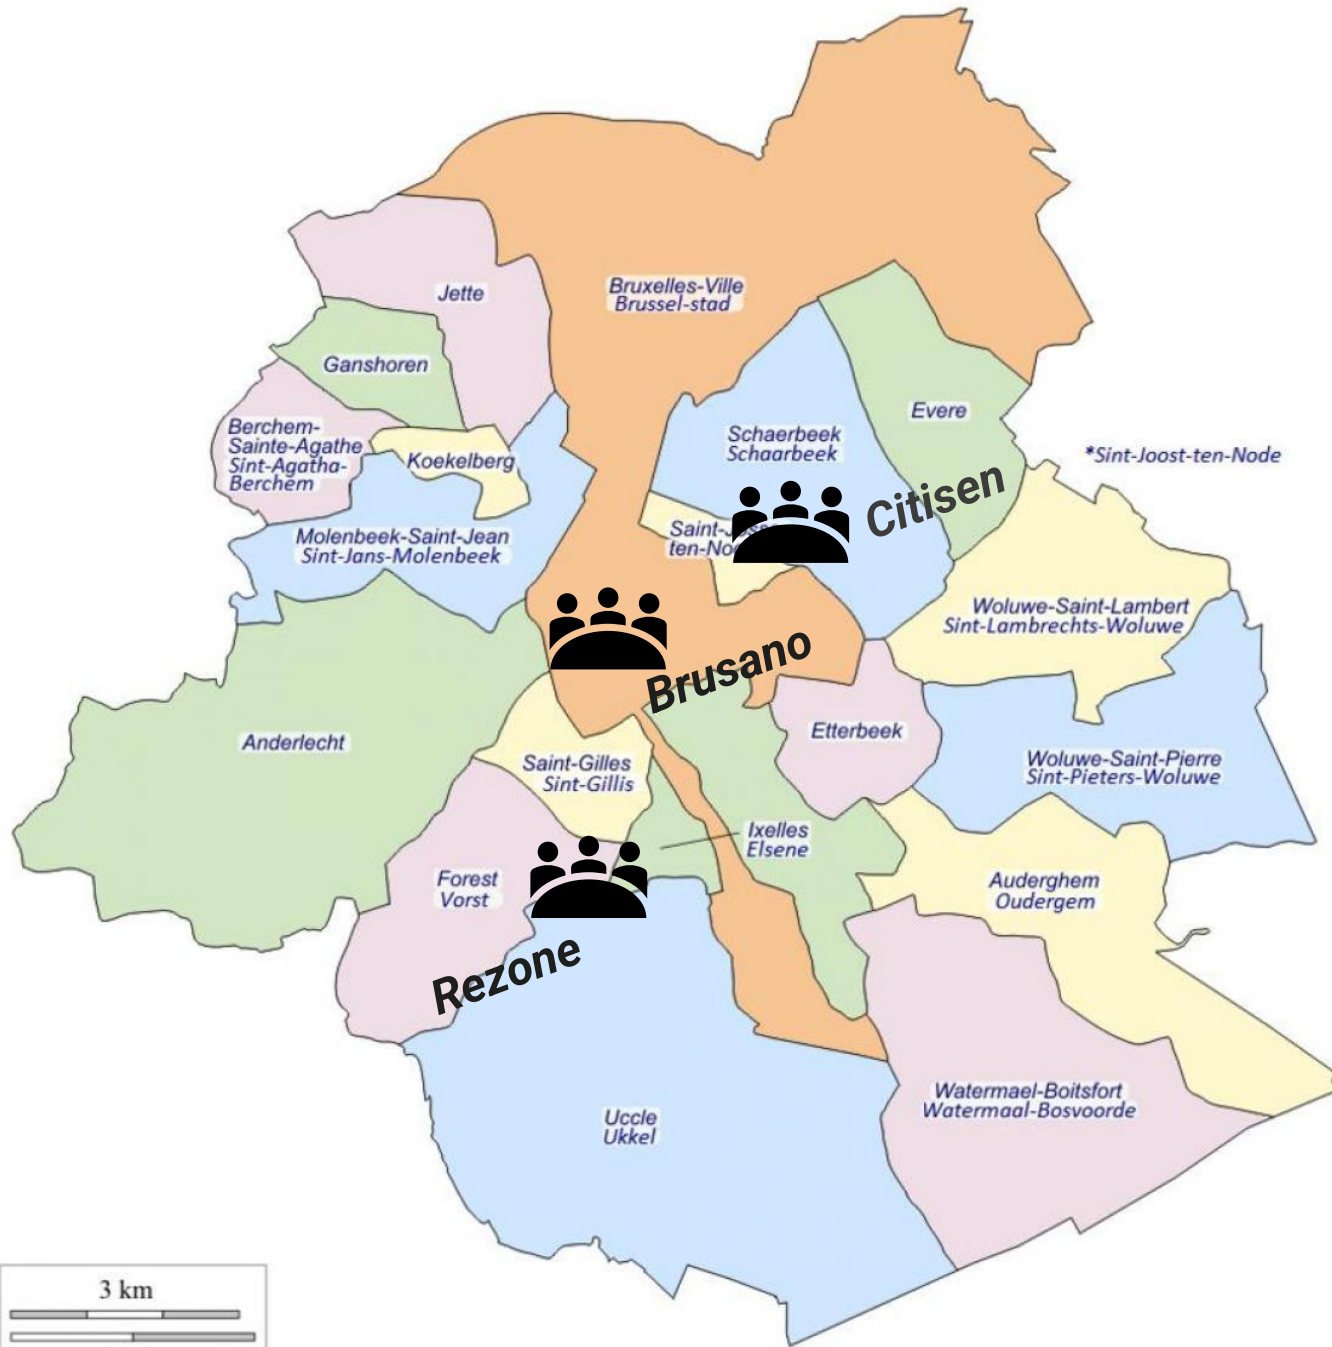 Bruxelles-Ville
Brussel-stad
Jette
Ganshoren
Evere
Berchem-
Sainte-Agathe
Sint-Agatha-
Berchem
Koekelberg
Schaerbeek
Schaarbeek
*Sint-Joost-ten-Node
Citisen
Molenbeek-Saint-Jean
Sint-Jans-Molenbeek
Saint-
ten-
Woluwe-Saint-Lambert
Sint-Lambrechts-Woluwe
Brusano
Anderlecht
Etterbeek
Saint-Gilles
Sint-Gillis
Woluwe-Saint-Pierre
Sint-Pieters-Woluwe
Ixelles
Elsene
Forest
Vorst
Auderghem
Oudergem
Rezone
Watermael-Boitsfort
Watermaal-Bosvoorde
Uccle
Ukkel
3 km